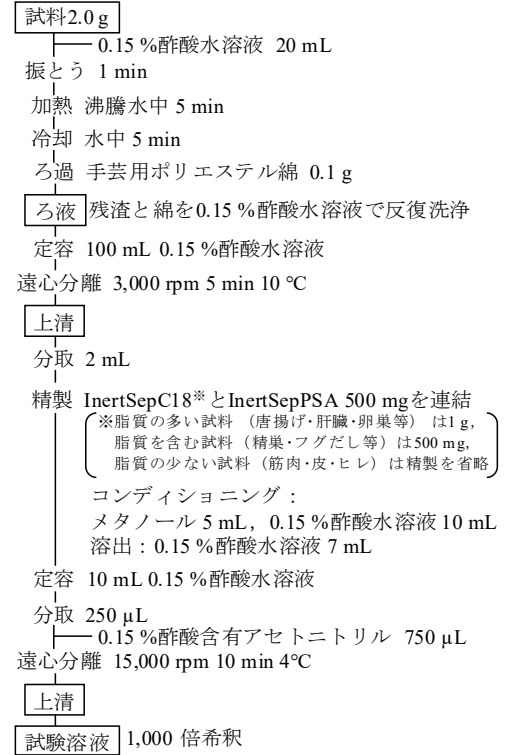 試料2.0 g
0.15 %酢酸水溶液 20 mL
振とう 1 min
加熱 沸騰水中 5 min
冷却 水中 5 min
ろ過 手芸用ポリエステル綿 0.1 g
ろ液 残渣と綿を0.15 %酢酸水溶液で反復洗浄
定容 100 mL 0.15 %酢酸水溶液
遠心分離 3,000 rpm 5 min 10 °C
上清
分取 2 mL
精製 InertSepC18※とInertSepPSA 500 mgを連結
※脂質の多い試料（唐揚げ・肝臓・卵巣等）は1 g，
脂質を含む試料（精巣・フグだし等）は500 mg，
脂質の少ない試料（筋肉・皮・ヒレ）は精製を省略
コンディショニング：
メタノール 5 mL，0.15 %酢酸水溶液 10 mL
溶出：0.15 %酢酸水溶液 7 mL
定容 10 mL 0.15 %酢酸水溶液
分取 250 μL
0.15 %酢酸含有アセトニトリル 750 μL
遠心分離 15,000 rpm 10 min 4°C
上清
試験溶液 1,000 倍希釈